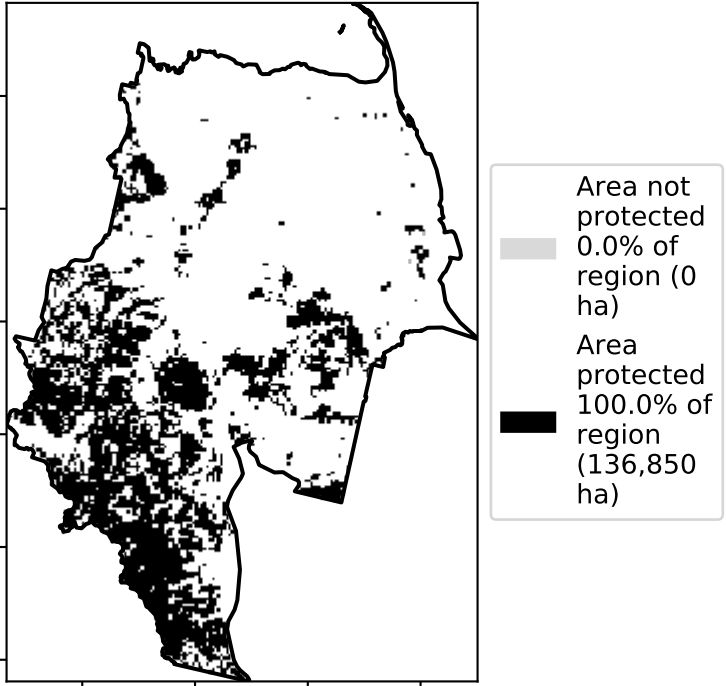 Area not
protected
0.0% of
region (0
ha)
Area
protected
100.0% of
region
(136,850
ha)